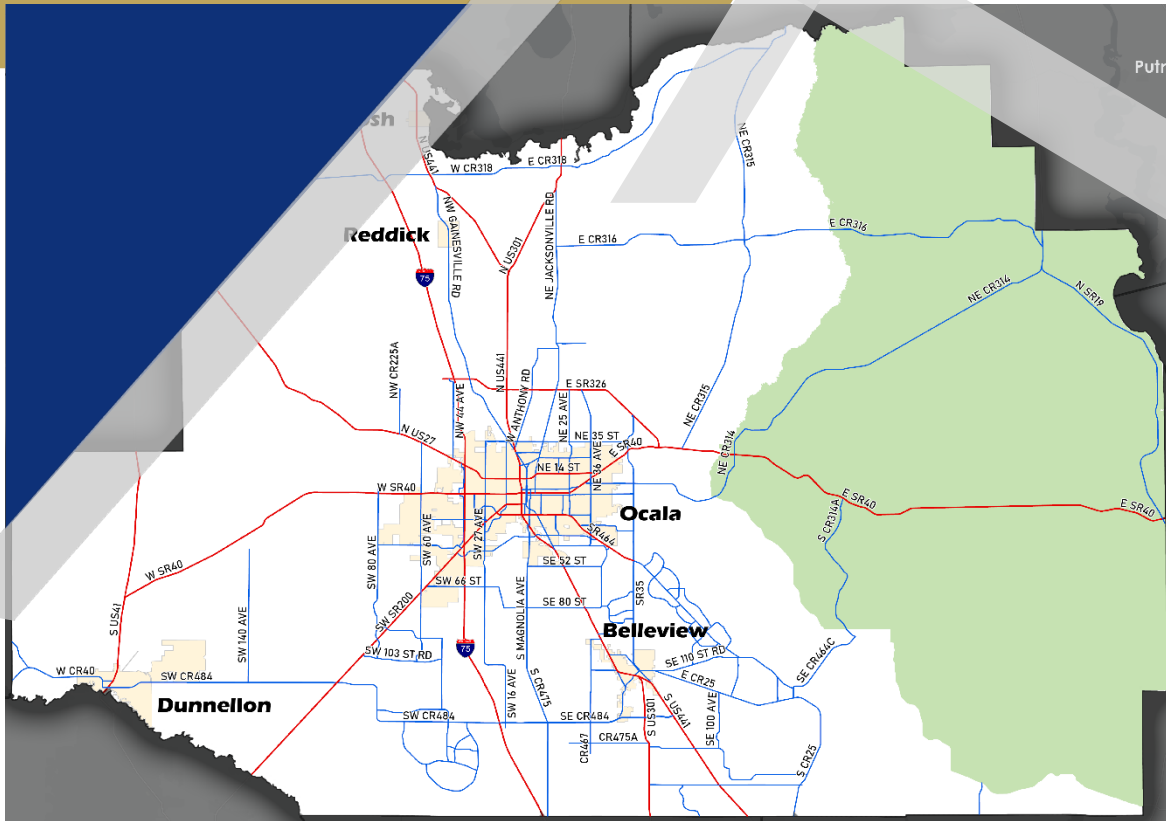 Putr
osh
N US441
W CR318
E CR318
NE CR315
NW GAINESVILLE RD
NE JACKSONVILLE RD
Reddick
N US301
E CR316
E CR316
75
NE CR314
N SR19
NW CR225A
NW 44 AVE
N US441
W ANTHONY RD
E SR326
NE 25 AVE
NE CR315
N US27
NE 35 ST
NE 36 AVE
E SR40
NE CR314
NE 14 ST
W SR40
E SR40
E SR40
S CR314A
Ocala
SR464
SW 80 AVE
SW 60 AVE
SW 27 AVE
SE 52 ST
W SR40
SW 66 ST
SE 80 ST
SR35
S US41
SW 140 AVE
SW SR200
S MAGNOLIA AVE
Belleview
75
SW 103 ST RD
SE 110 ST RD
SE CR464C
W CR40
SW CR484
E CR25
Dunnellon
SW 16 AVE
S CR475
SW CR484
SE CR484
S US301
S US441
SE 100 AVE
CR475A
CR467
S CR25